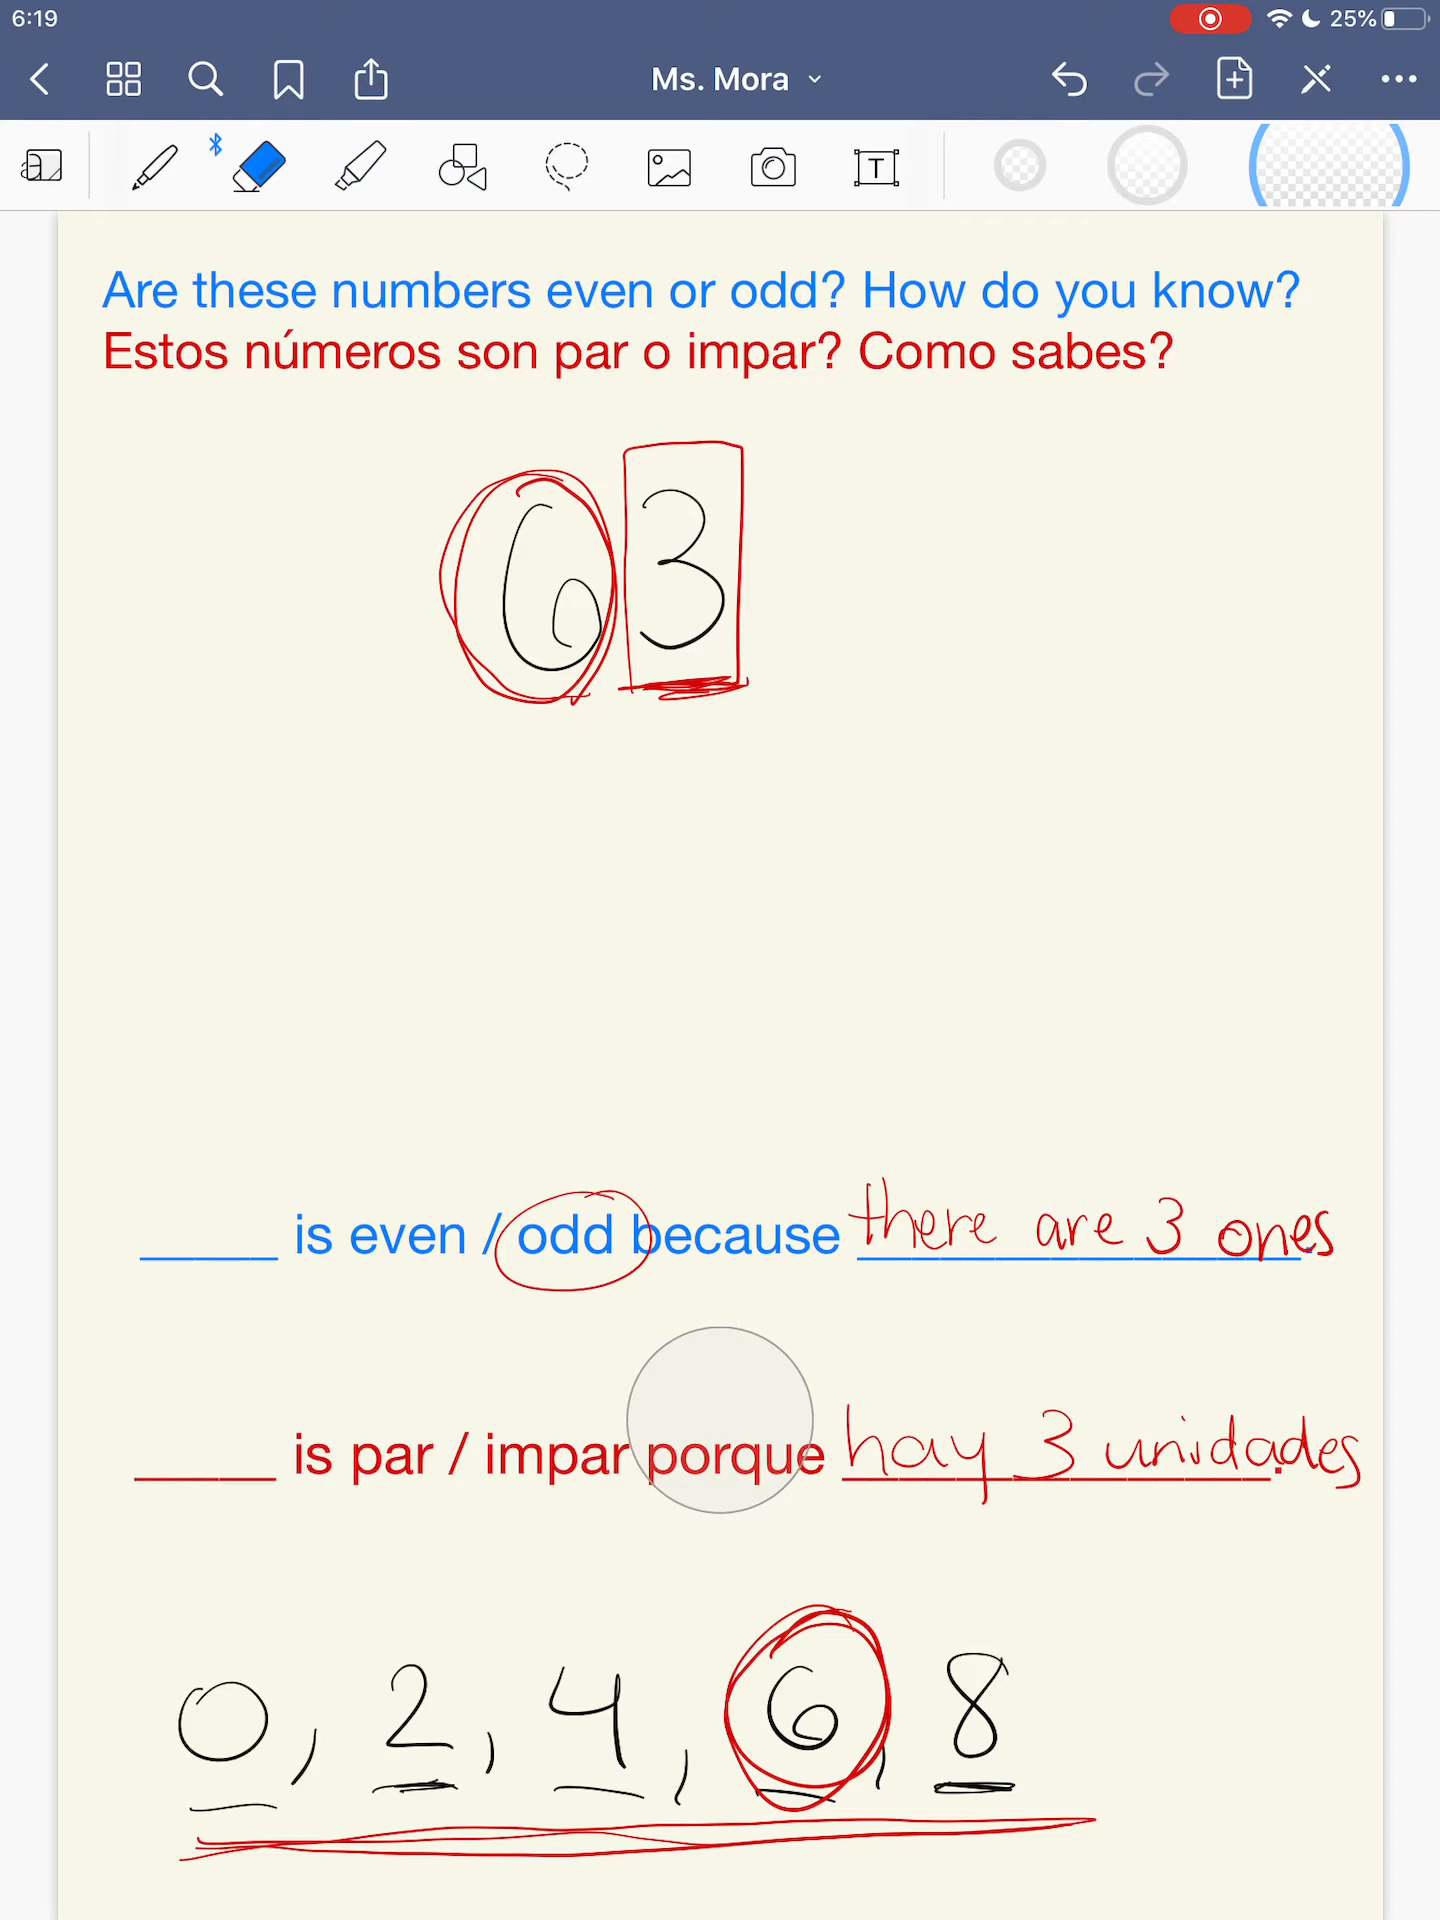 6:19
25%
Ms. Mora
a
T
Are these numbers even or odd? How do you know?
Estos números son par o impar? Como sabes?
63
_____ is even / odd because there are 3 ones.
_____ is par / impar porque hay 3 unidades.
0, 2, 4, 6, 8